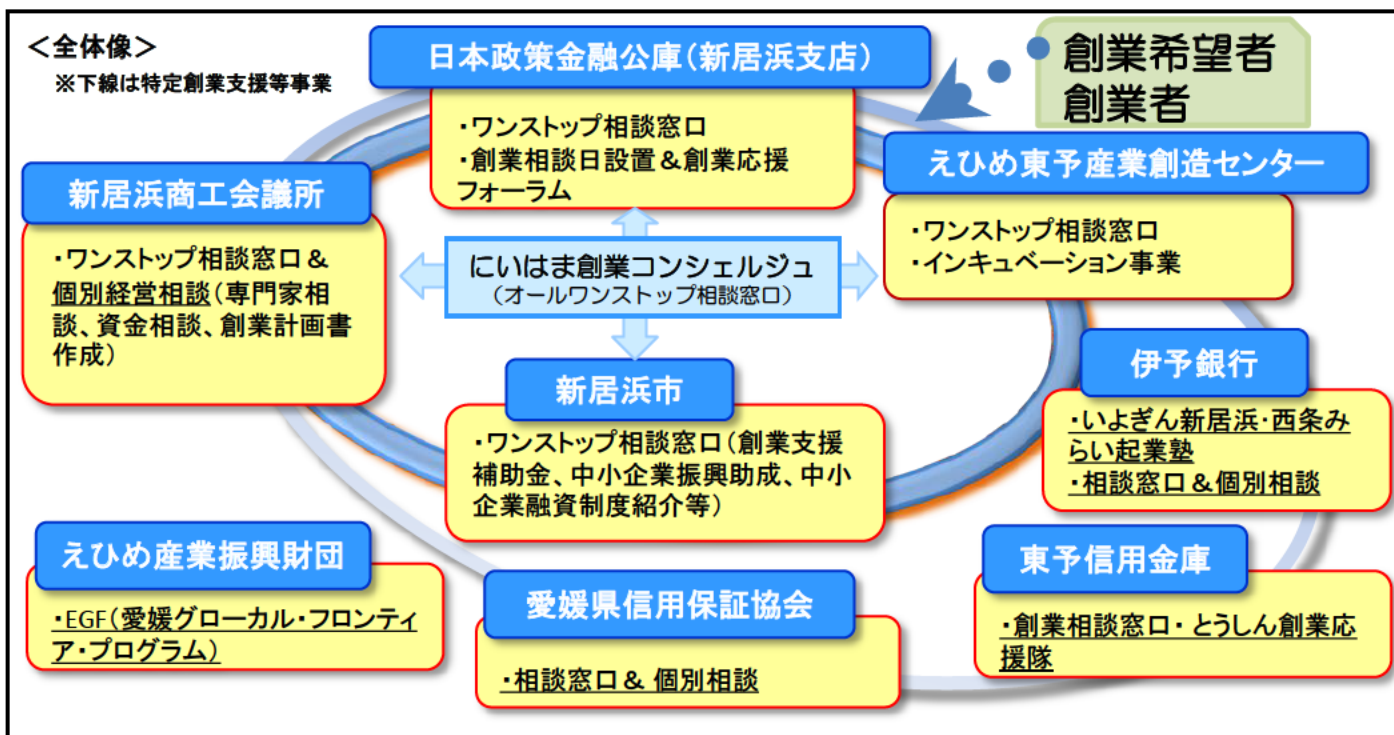 <全体像>
※下線は特定創業支援等事業
日本政策金融公庫(新居浜支店)
・ワンストップ相談窓口
・創業相談日設置&創業応援
フォーラム
創業希望者
創業者
新居浜商工会議所
・ワンストップ相談窓口&
個別経営相談(専門家相
談、資金相談、創業計画書
作成)
えひめ東予産業創造センター
・ワンストップ相談窓口
・インキュベーション事業
にいはま創業コンシェルジュ
(オールワンストップ相談窓口)
新居浜市
・ワンストップ相談窓口(創業支援
補助金、中小企業振興助成、中小
企業融資制度紹介等)
伊予銀行
・いよぎん新居浜・西条み
らい起業塾
・相談窓口&個別相談
えひめ産業振興財団
・EGF(愛媛グローカル・フロンティ
ア・プログラム)
愛媛県信用保証協会
・相談窓口& 個別相談
東予信用金庫
・創業相談窓口・とうしん創業応
援隊